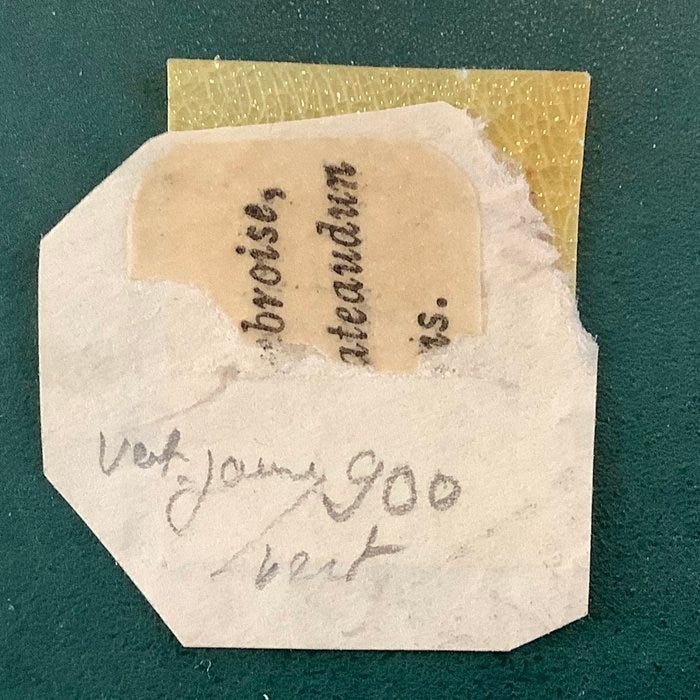 broise,
ateaudun
is.
vert-jaune 900
vert